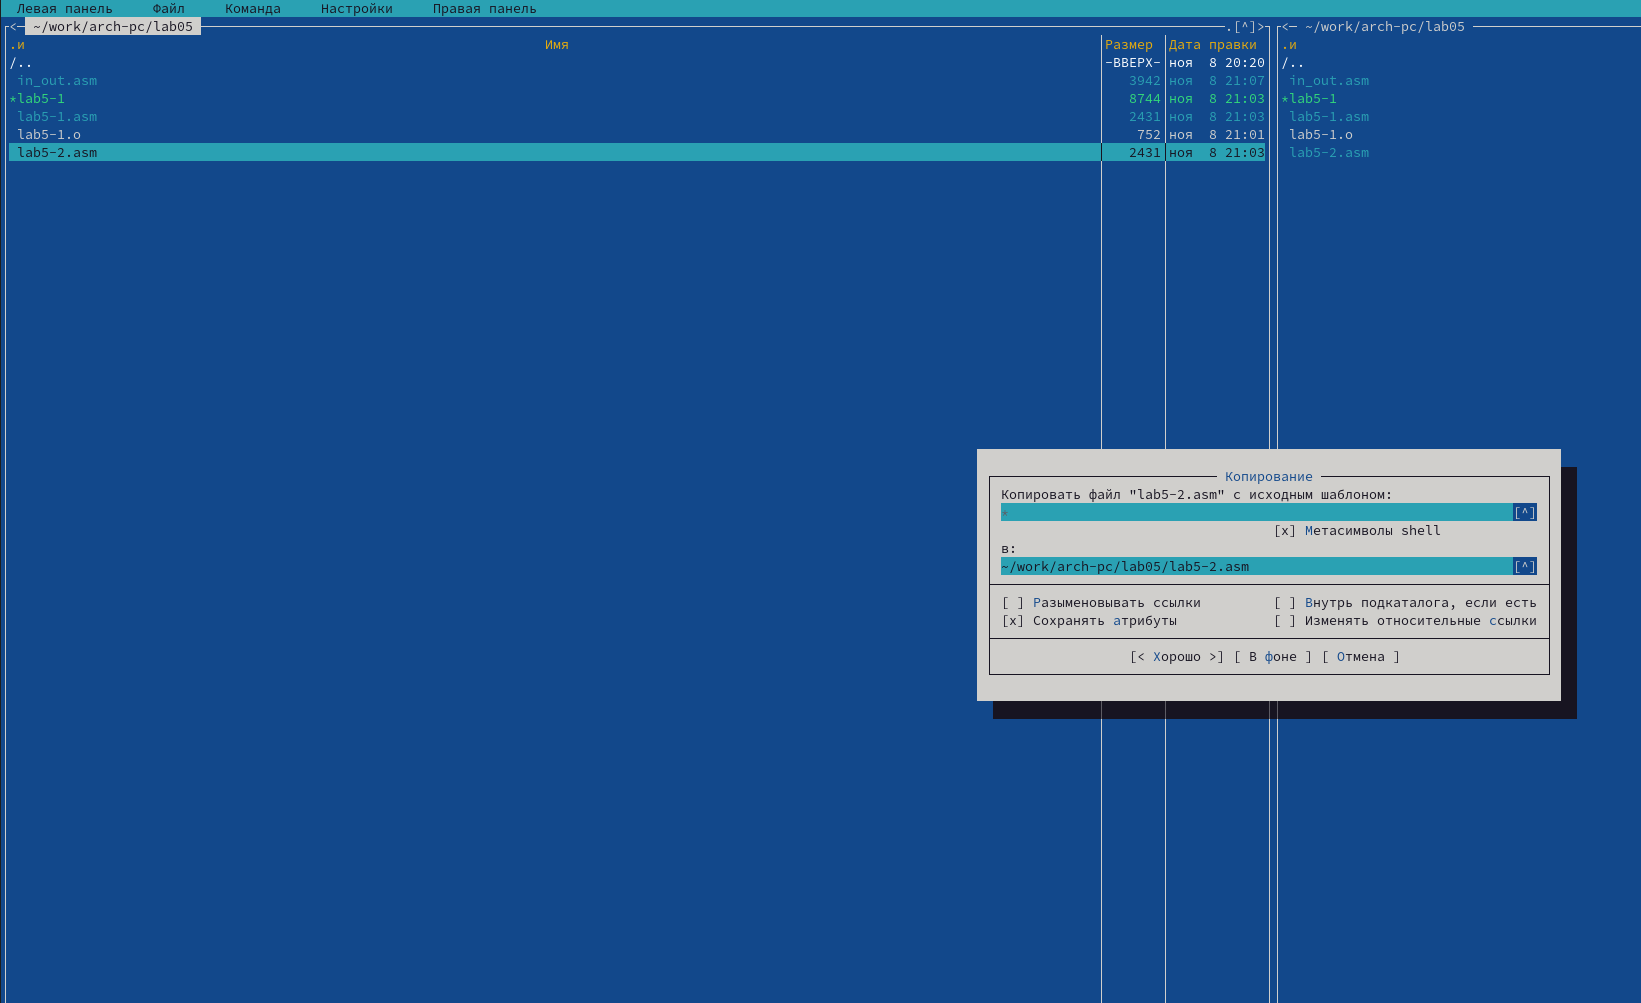 Левая панель Файл Команда Настройки Правая панель
<─ ~/work/arch-pc/lab05 .[^]> <─ ~/work/arch-pc/lab05
.и Имя Размер Дата правки .и
/.. -ВВЕРХ- ноя 8 20:20 /..
in_out.asm 3942 ноя 8 21:07 in_out.asm
*lab5-1 8744 ноя 8 21:03 *lab5-1
lab5-1.asm 2431 ноя 8 21:03 lab5-1.asm
lab5-1.o 752 ноя 8 21:01 lab5-1.o
lab5-2.asm 2431 ноя 8 21:03 lab5-2.asm
Копирование
Копировать файл "lab5-2.asm" с исходным шаблоном:
* [^]
[x] Метасимволы shell
в:
~/work/arch-pc/lab05/lab5-2.asm [^]
[ ] Разыменовывать ссылки [ ] Внутрь подкаталога, если есть
[x] Сохранять атрибуты [ ] Изменять относительные ссылки
[< Хорошо >] [ В фоне ] [ Отмена ]